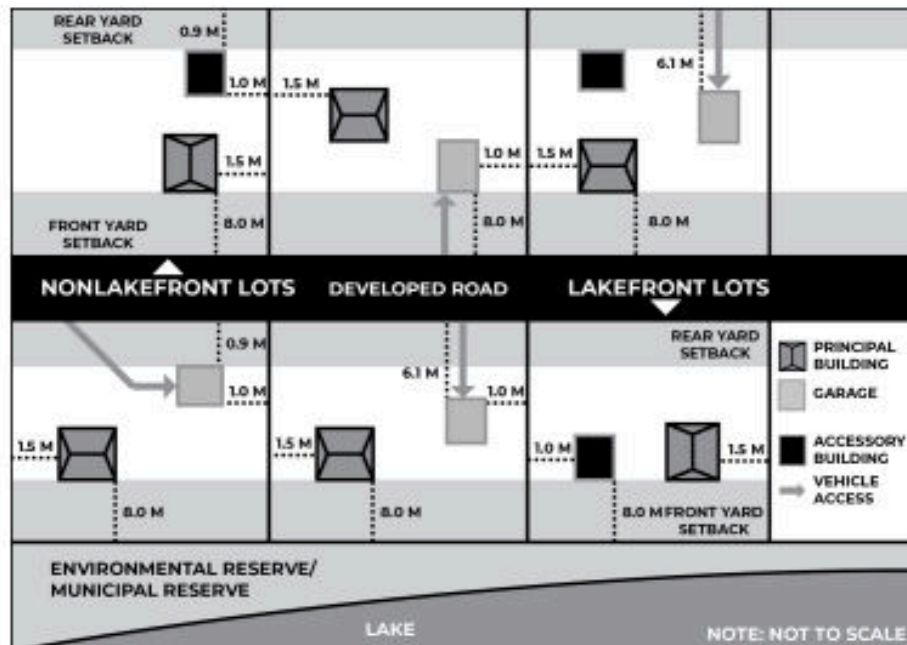 REAR YARD
SETBACK
0.9 M
1.0 M
1.5 M
6.1 M
1.5 M
1.0 M
1.5 M
FRONT YARD
SETBACK
8.0 M
8.0 M
8.0 M
NONLAKEFRONT LOTS
DEVELOPED ROAD
LAKEFRONT LOTS
0.9 M
1.0 M
6.1 M
1.0 M
REAR YARD
SETBACK
1.5 M
1.5 M
1.0 M
1.5 M
8.0 M
8.0 M
8.0 M
FRONT YARD
SETBACK
PRINCIPAL
BUILDING
GARAGE
ACCESSORY
BUILDING
VEHICLE
ACCESS
ENVIRONMENTAL RESERVE/
MUNICIPAL RESERVE
LAKE
NOTE: NOT TO SCALE